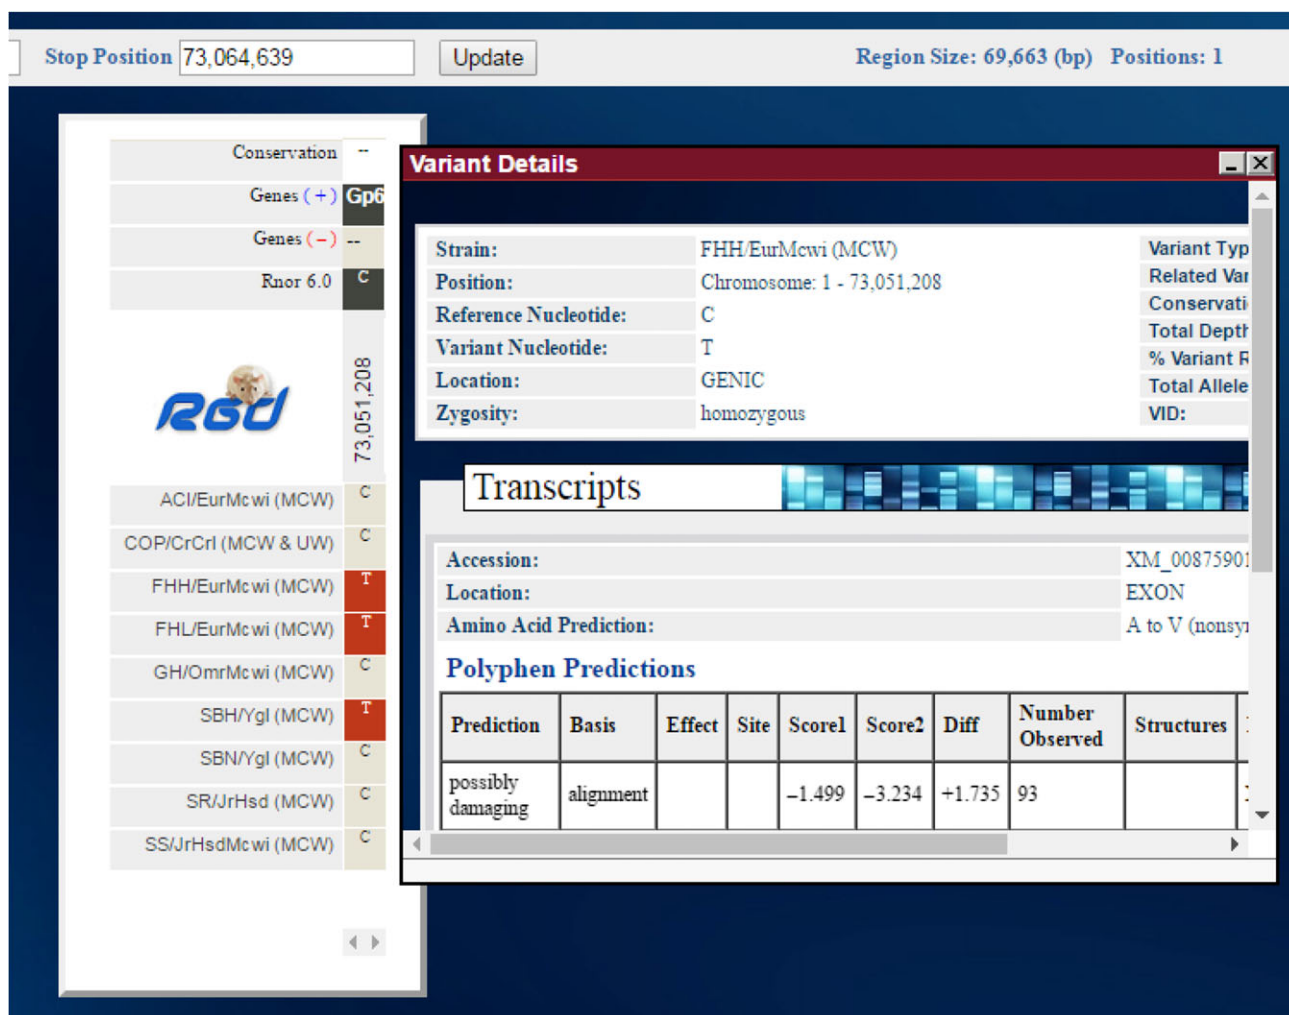 Stop Position 73,064,639 Update Region Size: 69,663 (bp) Positions: 1
Conservation --
Genes (+) Gp6
Genes (−) --
Rnor 6.0 C
RGD
73,051,208
ACI/EurMcwi (MCW) C
COP/CrCrl (MCW & UW) C
FHH/EurMcwi (MCW) T
FHL/EurMcwi (MCW) T
GH/OmrMcwi (MCW) C
SBH/Ygl (MCW) T
SBN/Ygl (MCW) C
SR/JrHsd (MCW) C
SS/JrHsdMcwi (MCW) C
Variant Details
Strain: FHH/EurMcwi (MCW) Variant Typ
Position: Chromosome: 1 - 73,051,208 Related Var
Reference Nucleotide: C Conservati
Variant Nucleotide: T Total Depth
Location: GENIC % Variant R
Zygosity: homozygous Total Allele
VID:
Transcripts
Accession: XM_00875901
Location: EXON
Amino Acid Prediction: A to V (nonsyn
Polyphen Predictions
Prediction Basis Effect Site Score1 Score2 Diff Number Observed Structures
possibly damaging alignment −1.499 −3.234 +1.735 93